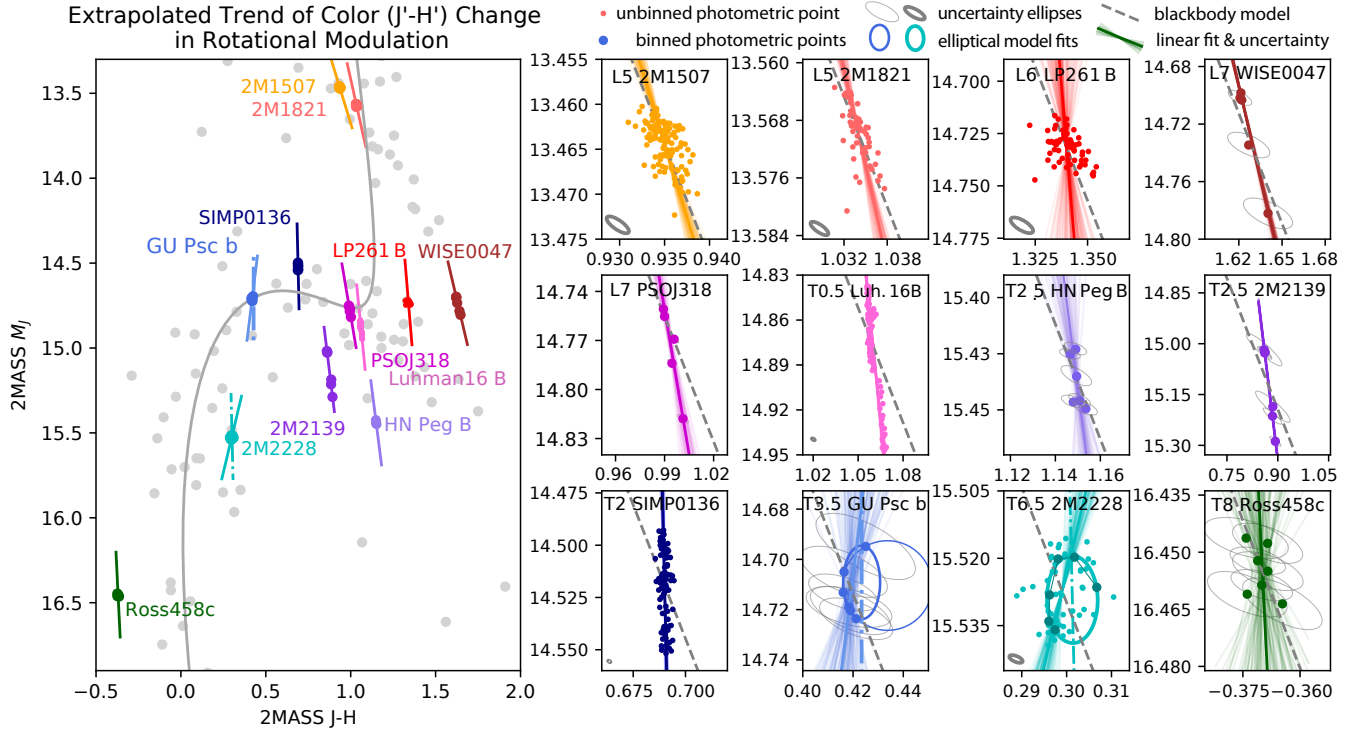 Extrapolated Trend of Color (J'-H') Change
in Rotational Modulation
unbinned photometric point
uncertainty ellipses
blackbody model
binned photometric points
elliptical model fits
linear fit & uncertainty
2MASS M_J
13.5
14.0
14.5
15.0
15.5
16.0
16.5
2M1507
2M1821
SIMP0136
GU Psc b
LP261 B
WISE0047
PSOJ318
Luhman16 B
2M2139
HN Peg B
2M2228
Ross458c
−0.5 0.0 0.5 1.0 1.5 2.0
2MASS J-H
L5 2M1507
13.455
13.460
13.465
13.470
13.475
0.930 0.935 0.940
L5 2M1821
13.560
13.568
13.576
13.584
1.032 1.038
L6 LP261 B
14.700
14.725
14.750
14.775
1.325 1.350
L7 WISE0047
14.68
14.72
14.76
14.80
1.62 1.65 1.68
L7 PSOJ318
14.74
14.77
14.80
14.83
0.96 0.99 1.02
T0.5 Luh. 16B
14.83
14.86
14.89
14.92
14.95
1.02 1.05 1.08
T2.5 HN Peg B
15.40
15.43
15.45
1.12 1.14 1.16
T2.5 2M2139
14.85
15.00
15.15
15.30
0.75 0.90 1.05
T2 SIMP0136
14.475
14.500
14.525
14.550
0.675 0.700
T3.5 GU Psc b
14.68
14.70
14.72
14.74
0.40 0.42 0.44
T6.5 2M2228
15.505
15.520
15.535
0.29 0.30 0.31
T8 Ross458c
16.435
16.450
16.465
16.480
−0.375 −0.360